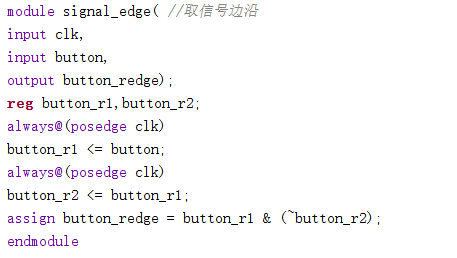 module signal_edge( //取信号边沿
input clk,
input button,
output button_redge);
reg button_r1,button_r2;
always@(posedge clk)
button_r1 <= button;
always@(posedge clk)
button_r2 <= button_r1;
assign button_redge = button_r1 & (~button_r2);
endmodule